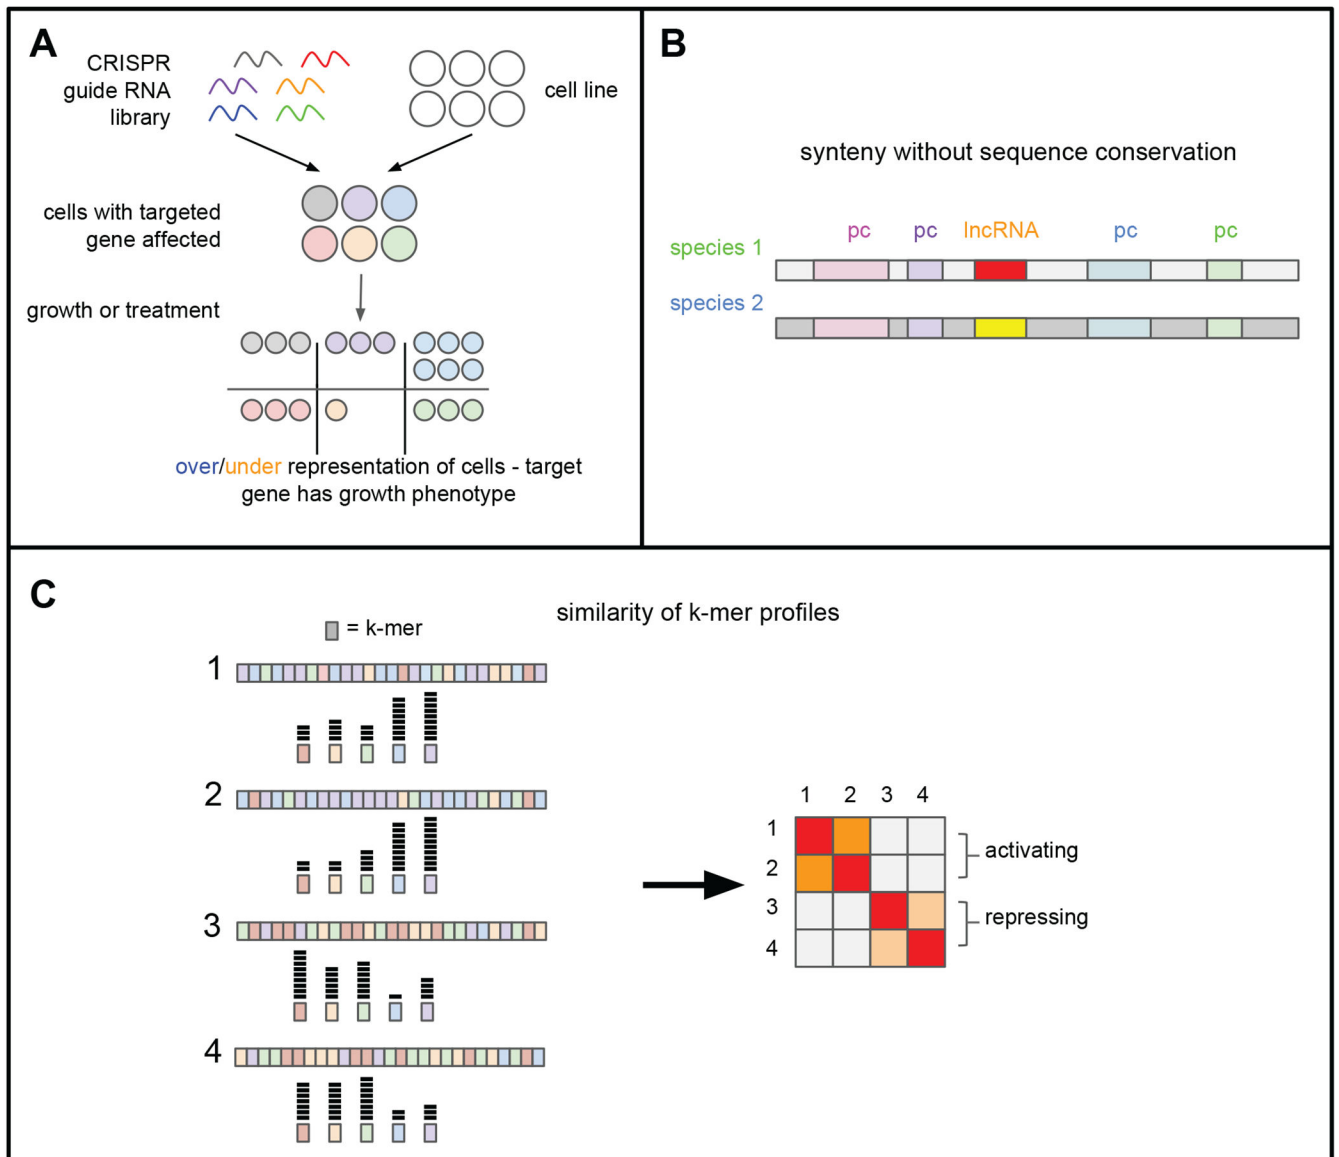 A
CRISPR
guide RNA
library
cell line
cells with targeted
gene affected
growth or treatment
over/under representation of cells - target
gene has growth phenotype
B
synteny without sequence conservation
pc pc lncRNA pc pc
species 1
species 2
C
similarity of k-mer profiles
= k-mer
1
2
3
4
1 2 3 4
1
2
3
4
activating
repressing